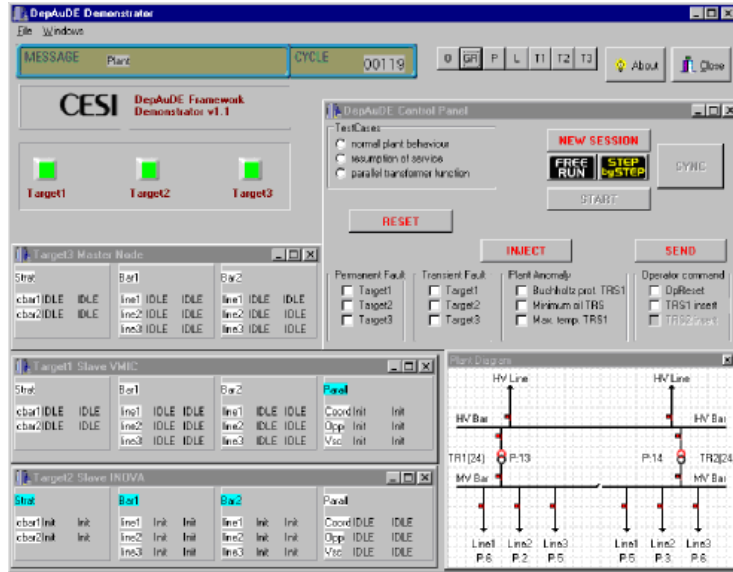 DepAuDE Demonstrator
File Windows
MESSAGE Plant CYCLE 00119
0 GR P L T1 T2 T3 About Close
CESI DepAuDE Framework
Demonstrator v1.1
Target1 Target2 Target3
DepAuDE Control Panel
TestCases
normal plant behaviour
resumption of service
parallel transformer function
NEW SESSION
FREE RUN STEP bySTEP SYNC
START
RESET
INJECT SEND
Permanent Fault Transient Fault Plant Anomaly Operator command
Target1 Target1 Buchholtz prot. TRS1 OpReset
Target2 Target2 Minimum oil TRS TRS1 insert
Target3 Target3 Max. temp. TRS1 TRS2 insert
Target3 Master Node
Strat Bar1 Bar2
cbar1 IDLE IDLE line1 IDLE IDLE line1 IDLE IDLE
cbar2 IDLE IDLE line2 IDLE IDLE line2 IDLE IDLE
line3 IDLE IDLE line3 IDLE IDLE
Target1 Slave VMIC
Strat Bar1 Bar2 Parall
cbar1 IDLE IDLE line1 IDLE IDLE line1 IDLE IDLE Coord Init Init
cbar2 IDLE IDLE line2 IDLE IDLE line2 IDLE IDLE Opp Init Init
line3 IDLE IDLE line3 IDLE IDLE Vsc Init Init
Target2 Slave INOVA
Strat Bar1 Bar2 Parall
cbar1 Init Init line1 Init Init line1 Init Init Coord IDLE IDLE
cbar2 Init Init line2 Init Init line2 Init Init Opp IDLE IDLE
line3 Init Init line3 Init Init Vsc IDLE IDLE
Plant Diagram
HV Line HV Line
HV Bar HV Bar
TR1(24) P:13 P:14 TR2(24
MV Bar MV Bar
Line1 Line2 Line3 Line1 Line2 Line3
P:6 P:2 P:5 P:5 P:3 P:6